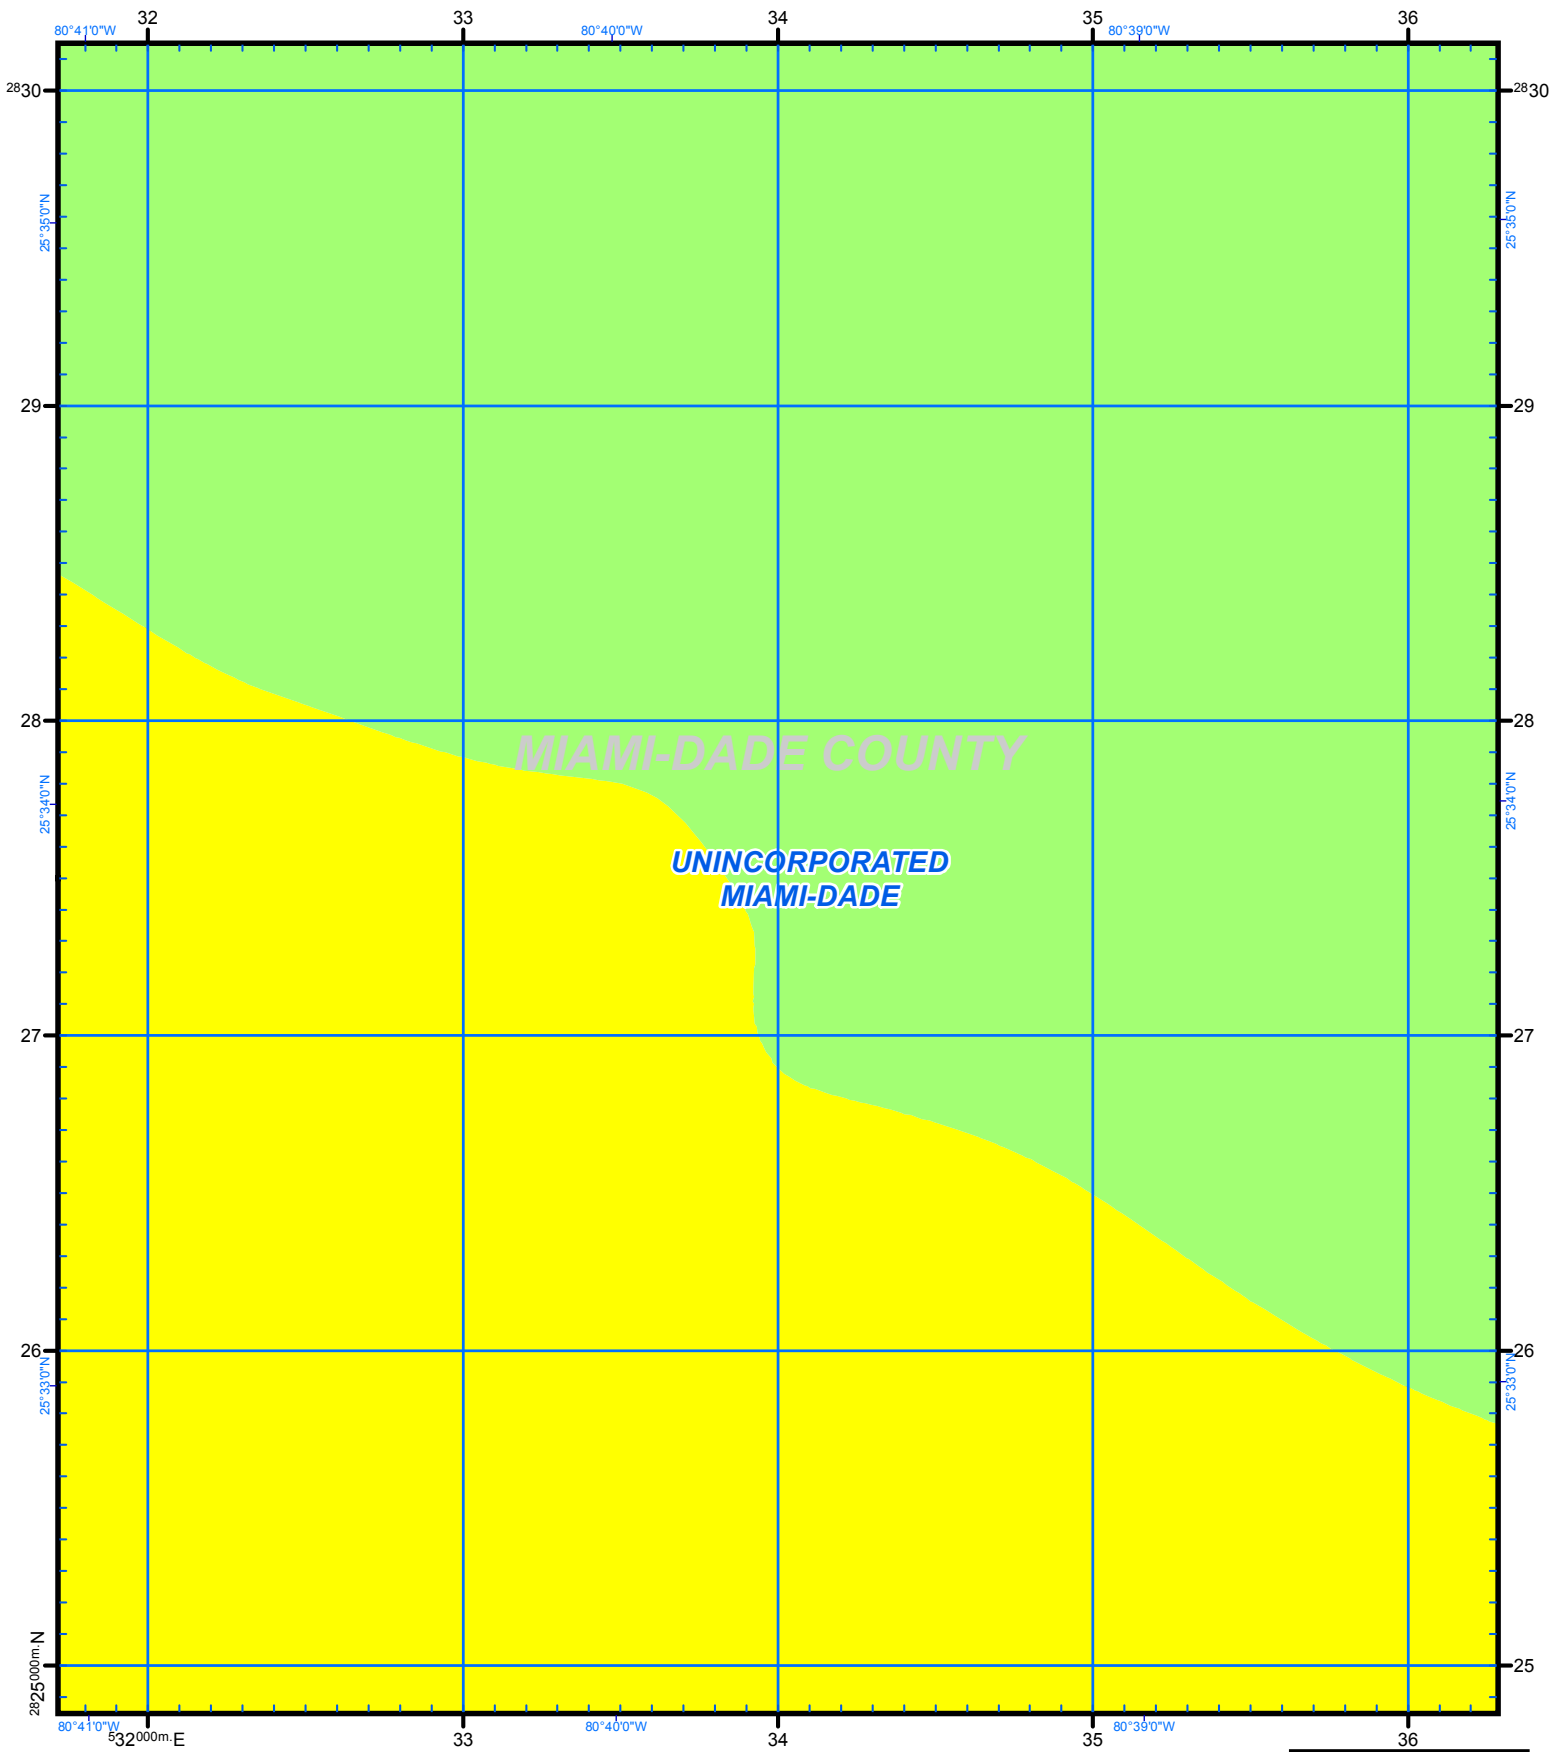 32 33 34 35 36
80°41'0"W 80°40'0"W 80°39'0"W
2830 2830
25°35'0"N 25°35'0"N
29 29
28 28
MIAMI-DADE COUNTY
25°34'0"N 25°34'0"N
UNINCORPORATED
MIAMI-DADE
27 27
26 26
25°33'0"N 25°33'0"N
2825000m.N 25
80°41'0"W 80°40'0"W 80°39'0"W
532000m.E 33 34 35 36